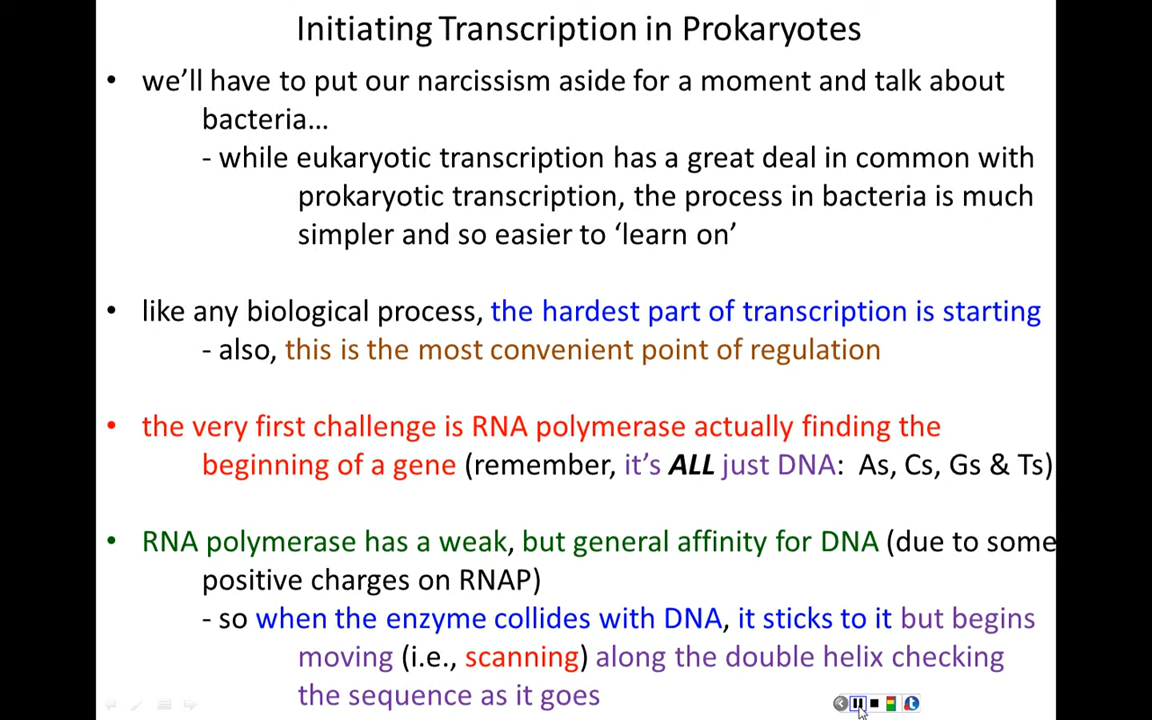 Initiating Transcription in Prokaryotes
• we'll have to put our narcissism aside for a moment and talk about
bacteria…
- while eukaryotic transcription has a great deal in common with
prokaryotic transcription, the process in bacteria is much
simpler and so easier to ‘learn on’
• like any biological process, the hardest part of transcription is starting
- also, this is the most convenient point of regulation
• the very first challenge is RNA polymerase actually finding the
beginning of a gene (remember, it's ALL just DNA: As, Cs, Gs & Ts)
• RNA polymerase has a weak, but general affinity for DNA (due to some
positive charges on RNAP)
- so when the enzyme collides with DNA, it sticks to it but begins
moving (i.e., scanning) along the double helix checking
the sequence as it goes